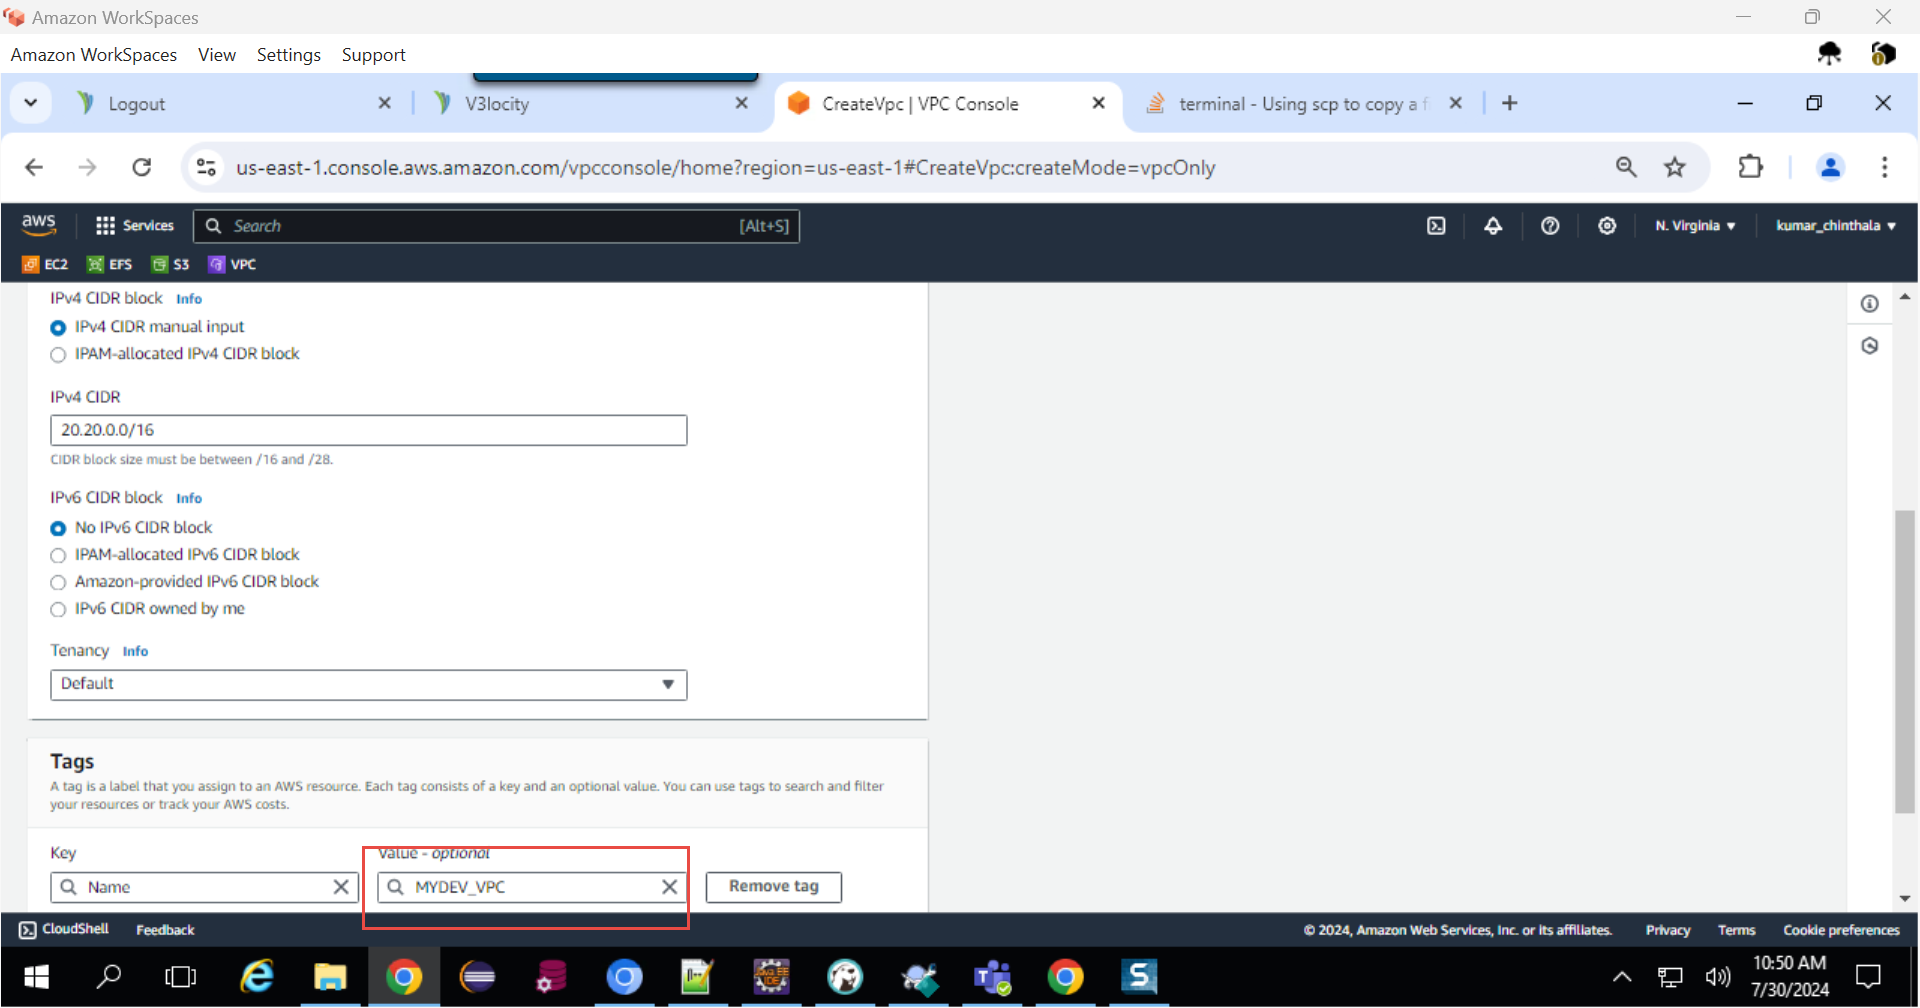 Amazon WorkSpaces
Amazon WorkSpaces View Settings Support
Logout V3locity CreateVpc | VPC Console terminal - Using scp to copy a f
us-east-1.console.aws.amazon.com/vpcconsole/home?region=us-east-1#CreateVpc:createMode=vpcOnly
aws Services Search [Alt+S] N. Virginia kumar_chinthala
EC2 EFS S3 VPC
IPv4 CIDR block Info
IPv4 CIDR manual input
IPAM-allocated IPv4 CIDR block
IPv4 CIDR
20.20.0.0/16
CIDR block size must be between /16 and /28.
IPv6 CIDR block Info
No IPv6 CIDR block
IPAM-allocated IPv6 CIDR block
Amazon-provided IPv6 CIDR block
IPv6 CIDR owned by me
Tenancy Info
Default
Tags
A tag is a label that you assign to an AWS resource. Each tag consists of a key and an optional value. You can use tags to search and filter
your resources or track your AWS costs.
Key Value - optional
Name MYDEV_VPC Remove tag
CloudShell Feedback © 2024, Amazon Web Services, Inc. or its affiliates. Privacy Terms Cookie preferences
10:50 AM
7/30/2024